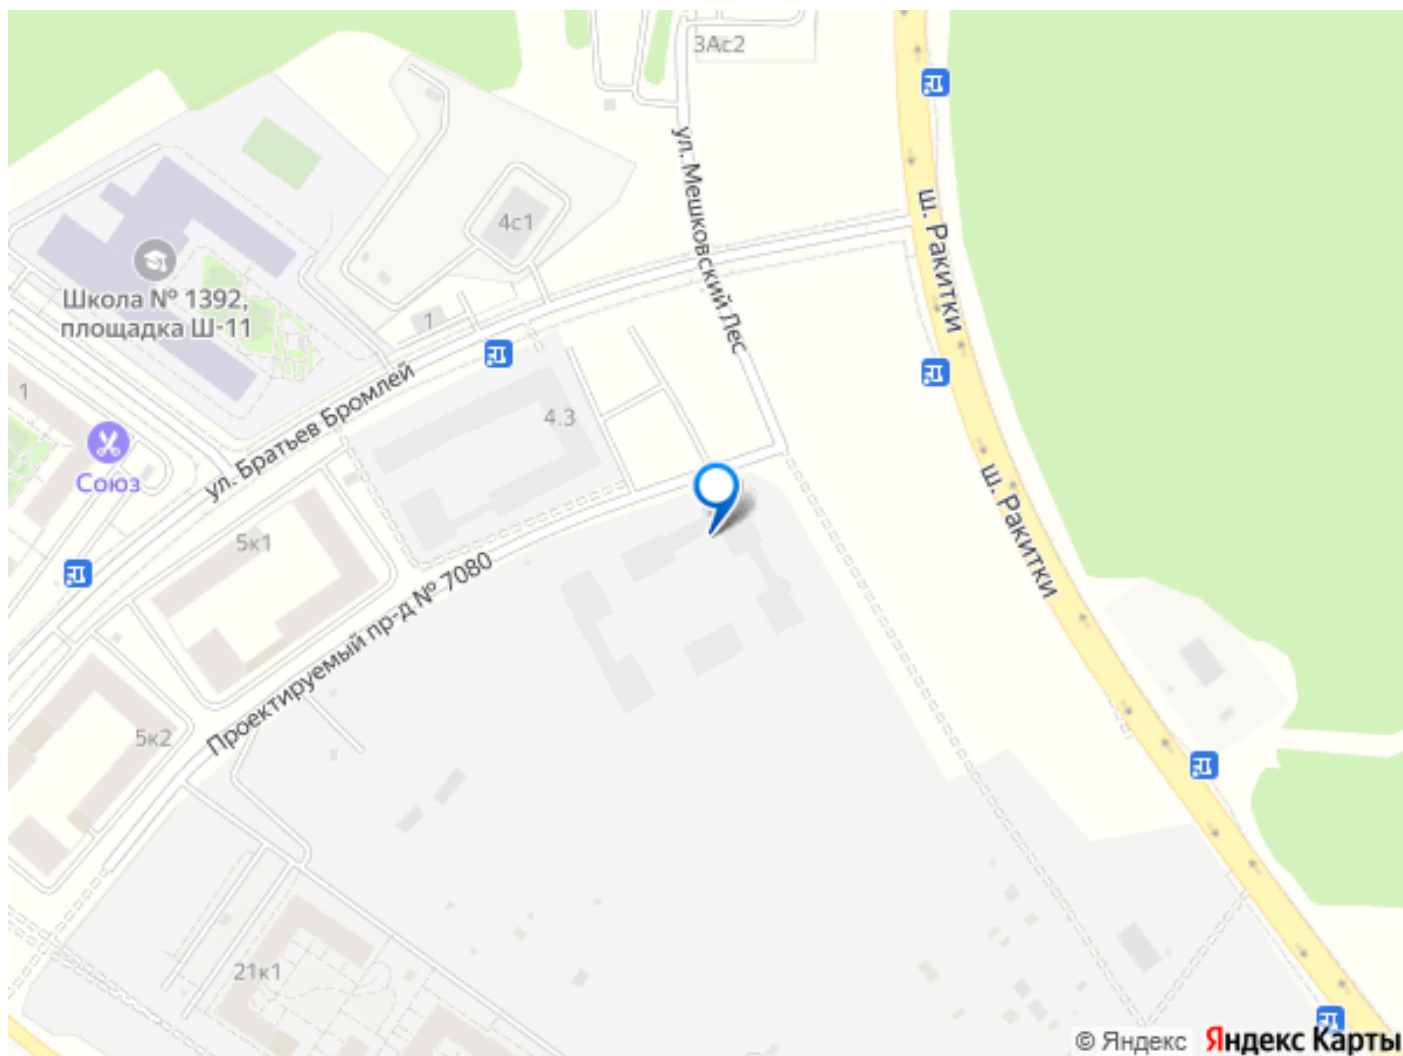 3Ас2
ул. Мешковский Лес
ш. Ракитки
4с1
Школа № 1392,
площадка Ш-11
1
1
4.3
ул. Братьев Бромлей
Союз
ш. Ракитки
5к1
Проектируемый пр-д № 7080
5к2
21к1
© Яндекс Яндекс Карты